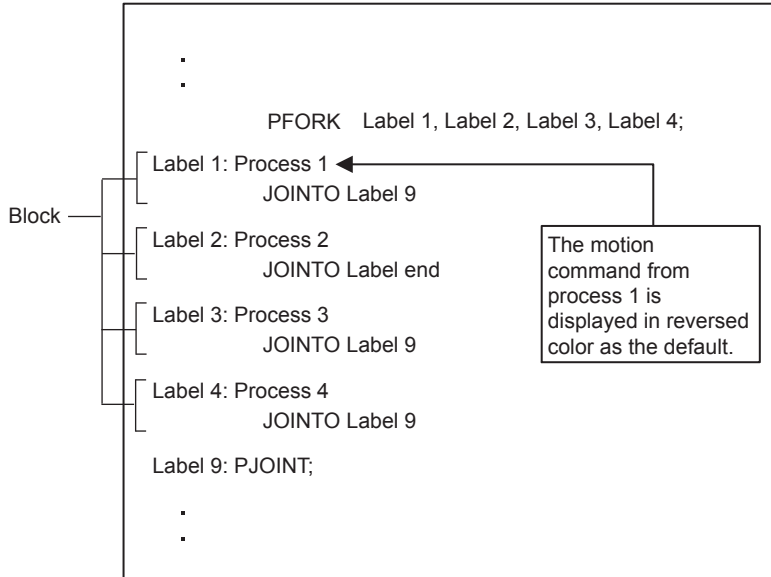 PFORK Label 1, Label 2, Label 3, Label 4;
Label 1: Process 1
JOINTO Label 9
Block
Label 2: Process 2
JOINTO Label end
The motion
command from
process 1 is
displayed in reversed
color as the default.
Label 3: Process 3
JOINTO Label 9
Label 4: Process 4
JOINTO Label 9
Label 9: PJOINT;